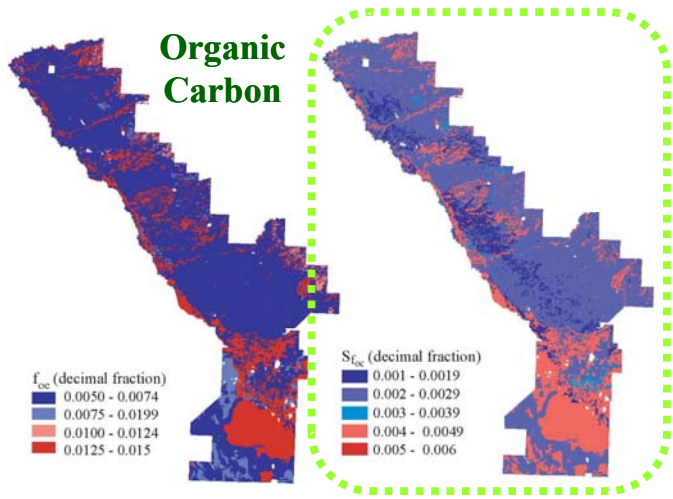 Organic
Carbon
f_oc (decimal fraction)
0.0050 - 0.0074
0.0075 - 0.0199
0.0100 - 0.0124
0.0125 - 0.015
S_f_oc (decimal fraction)
0.001 - 0.0019
0.002 - 0.0029
0.003 - 0.0039
0.004 - 0.0049
0.005 - 0.006